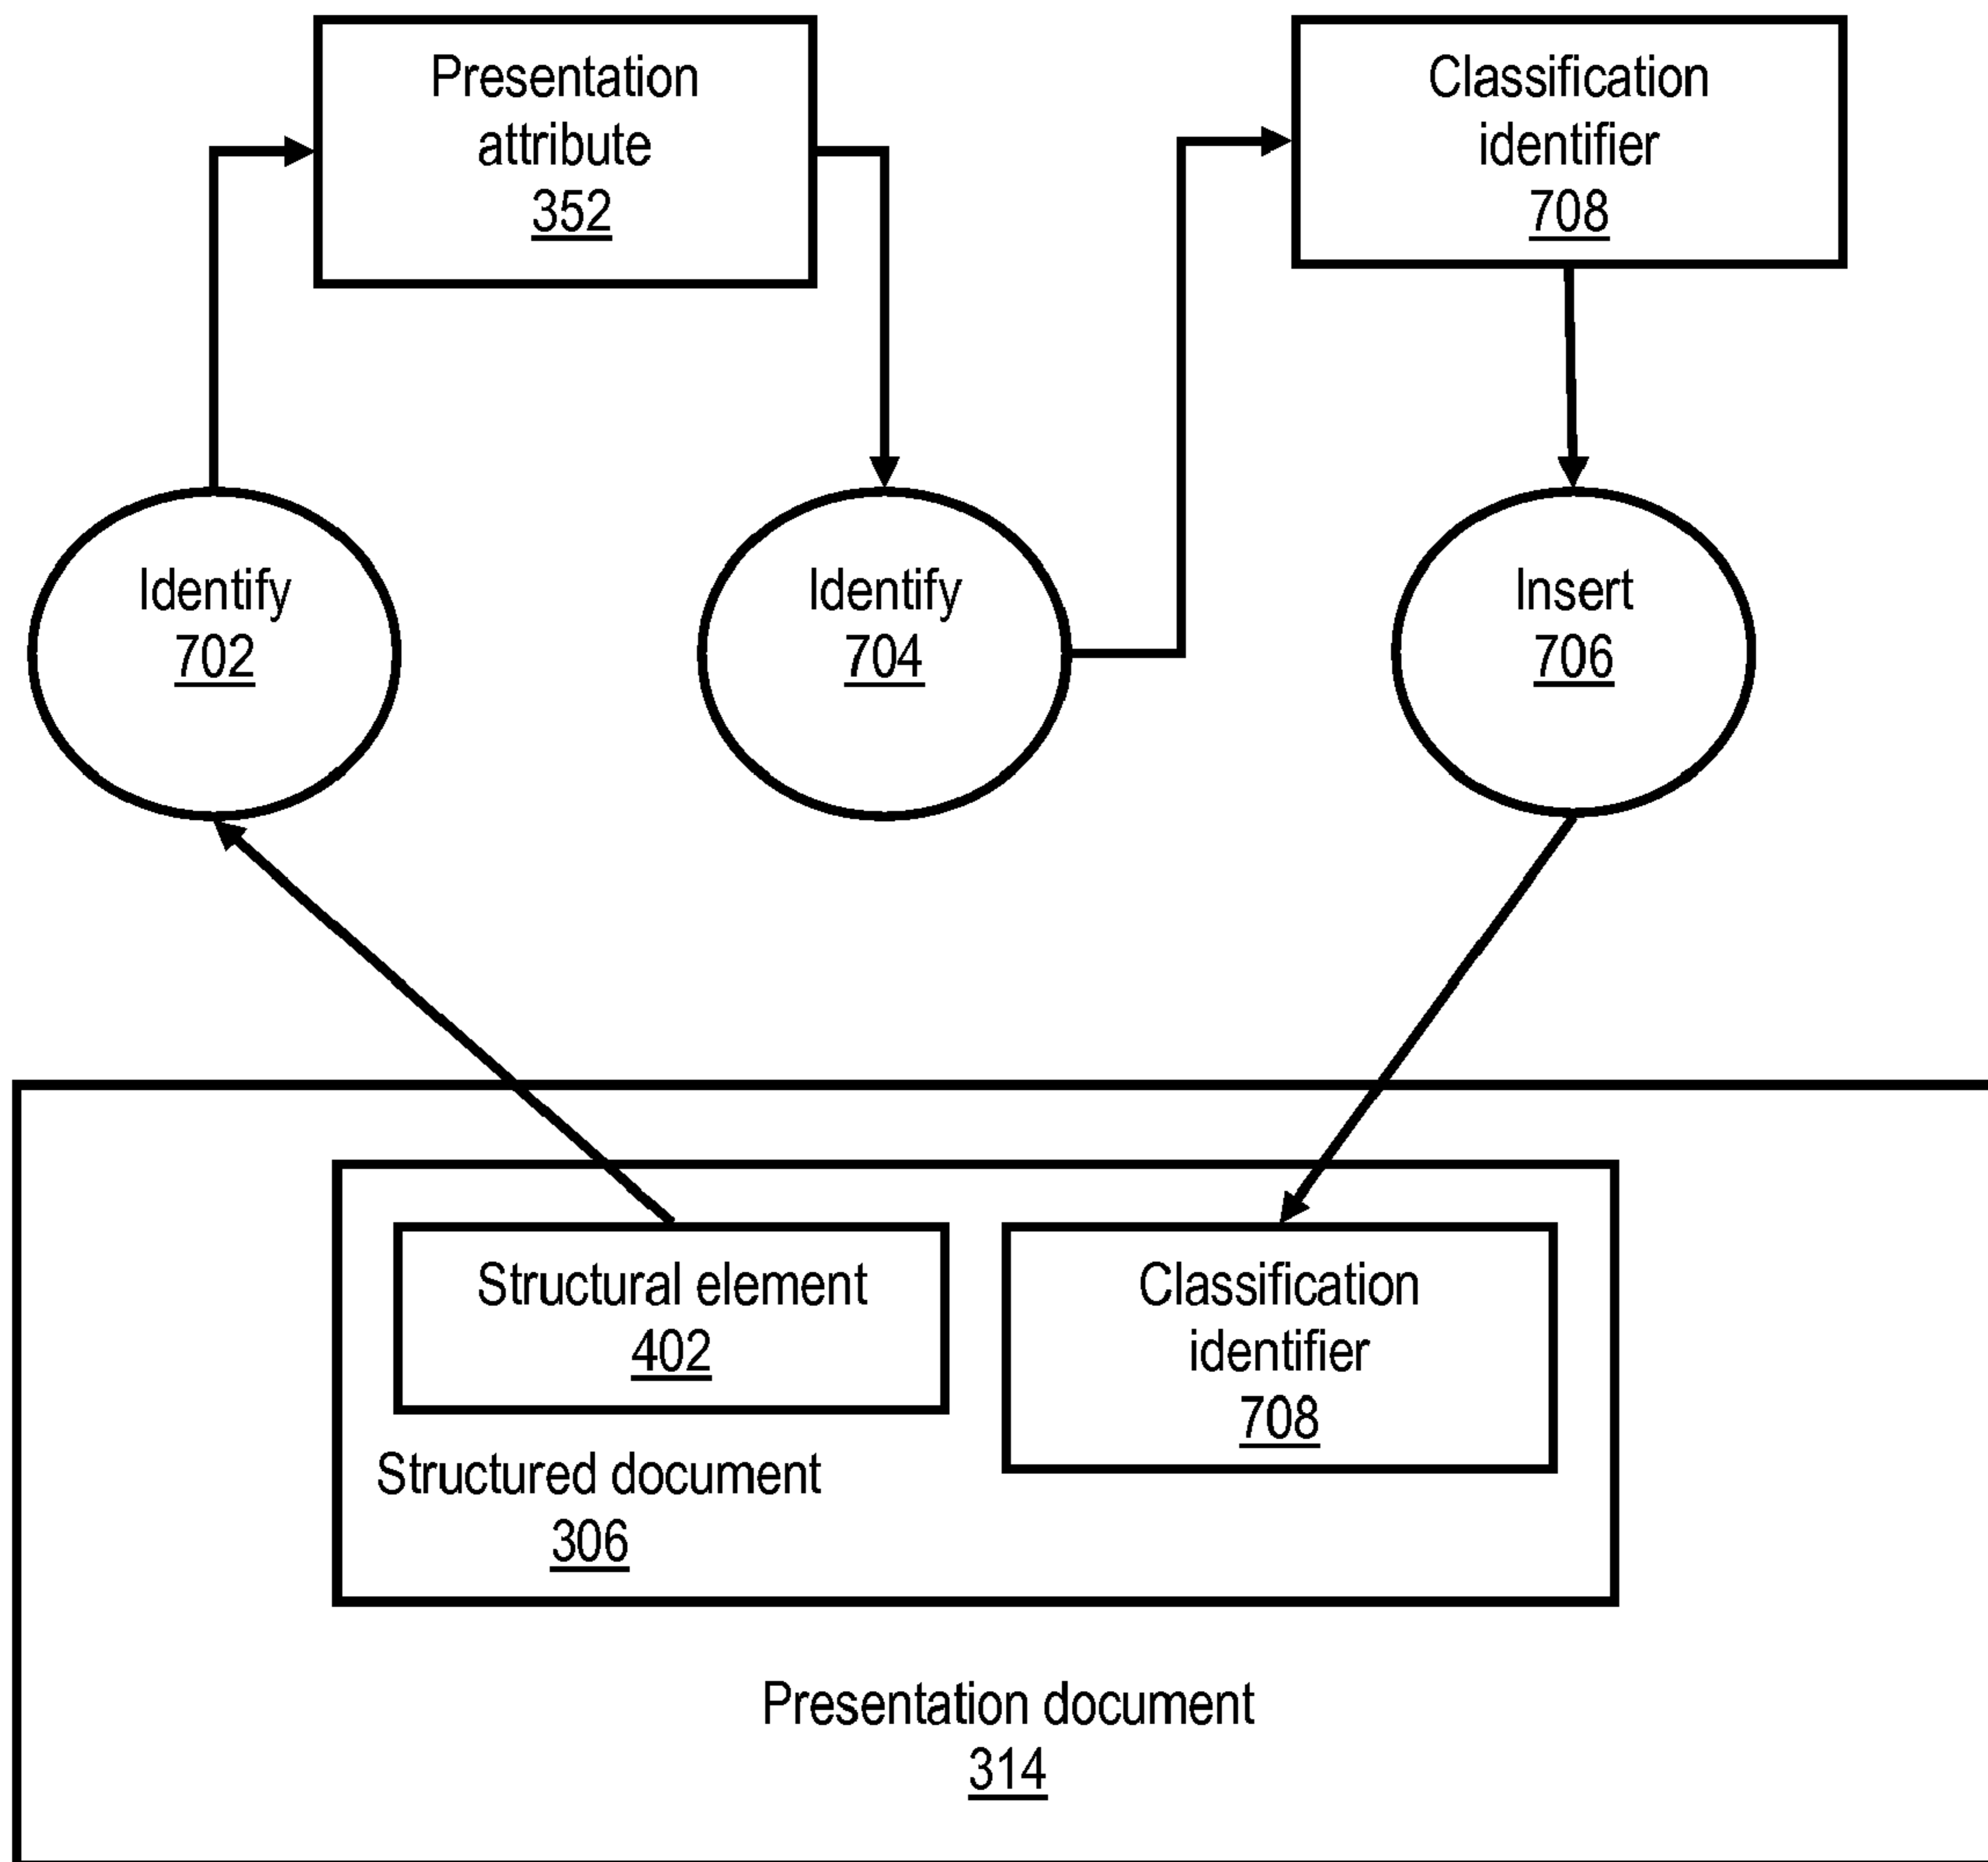 Presentation
attribute
352
Classification
identifier
708
Identify
702
Identify
704
Insert
706
Structural element
402
Classification
identifier
708
Structured document
306
Presentation document
314